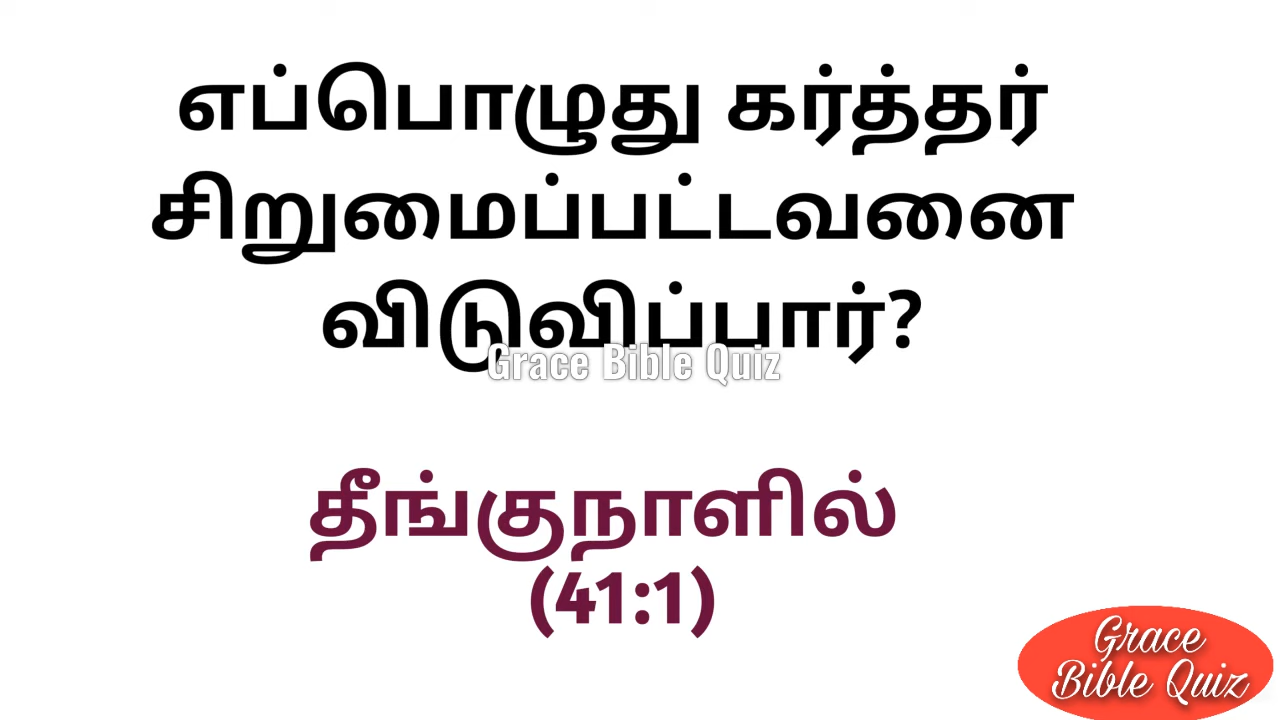 எப்பொழுது கர்த்தர்
சிறுமைப்பட்டவனை
விடுவிப்பார்?
Grace Bible Quiz
தீங்குநாளில்
(41:1)
Grace
Bible Quiz